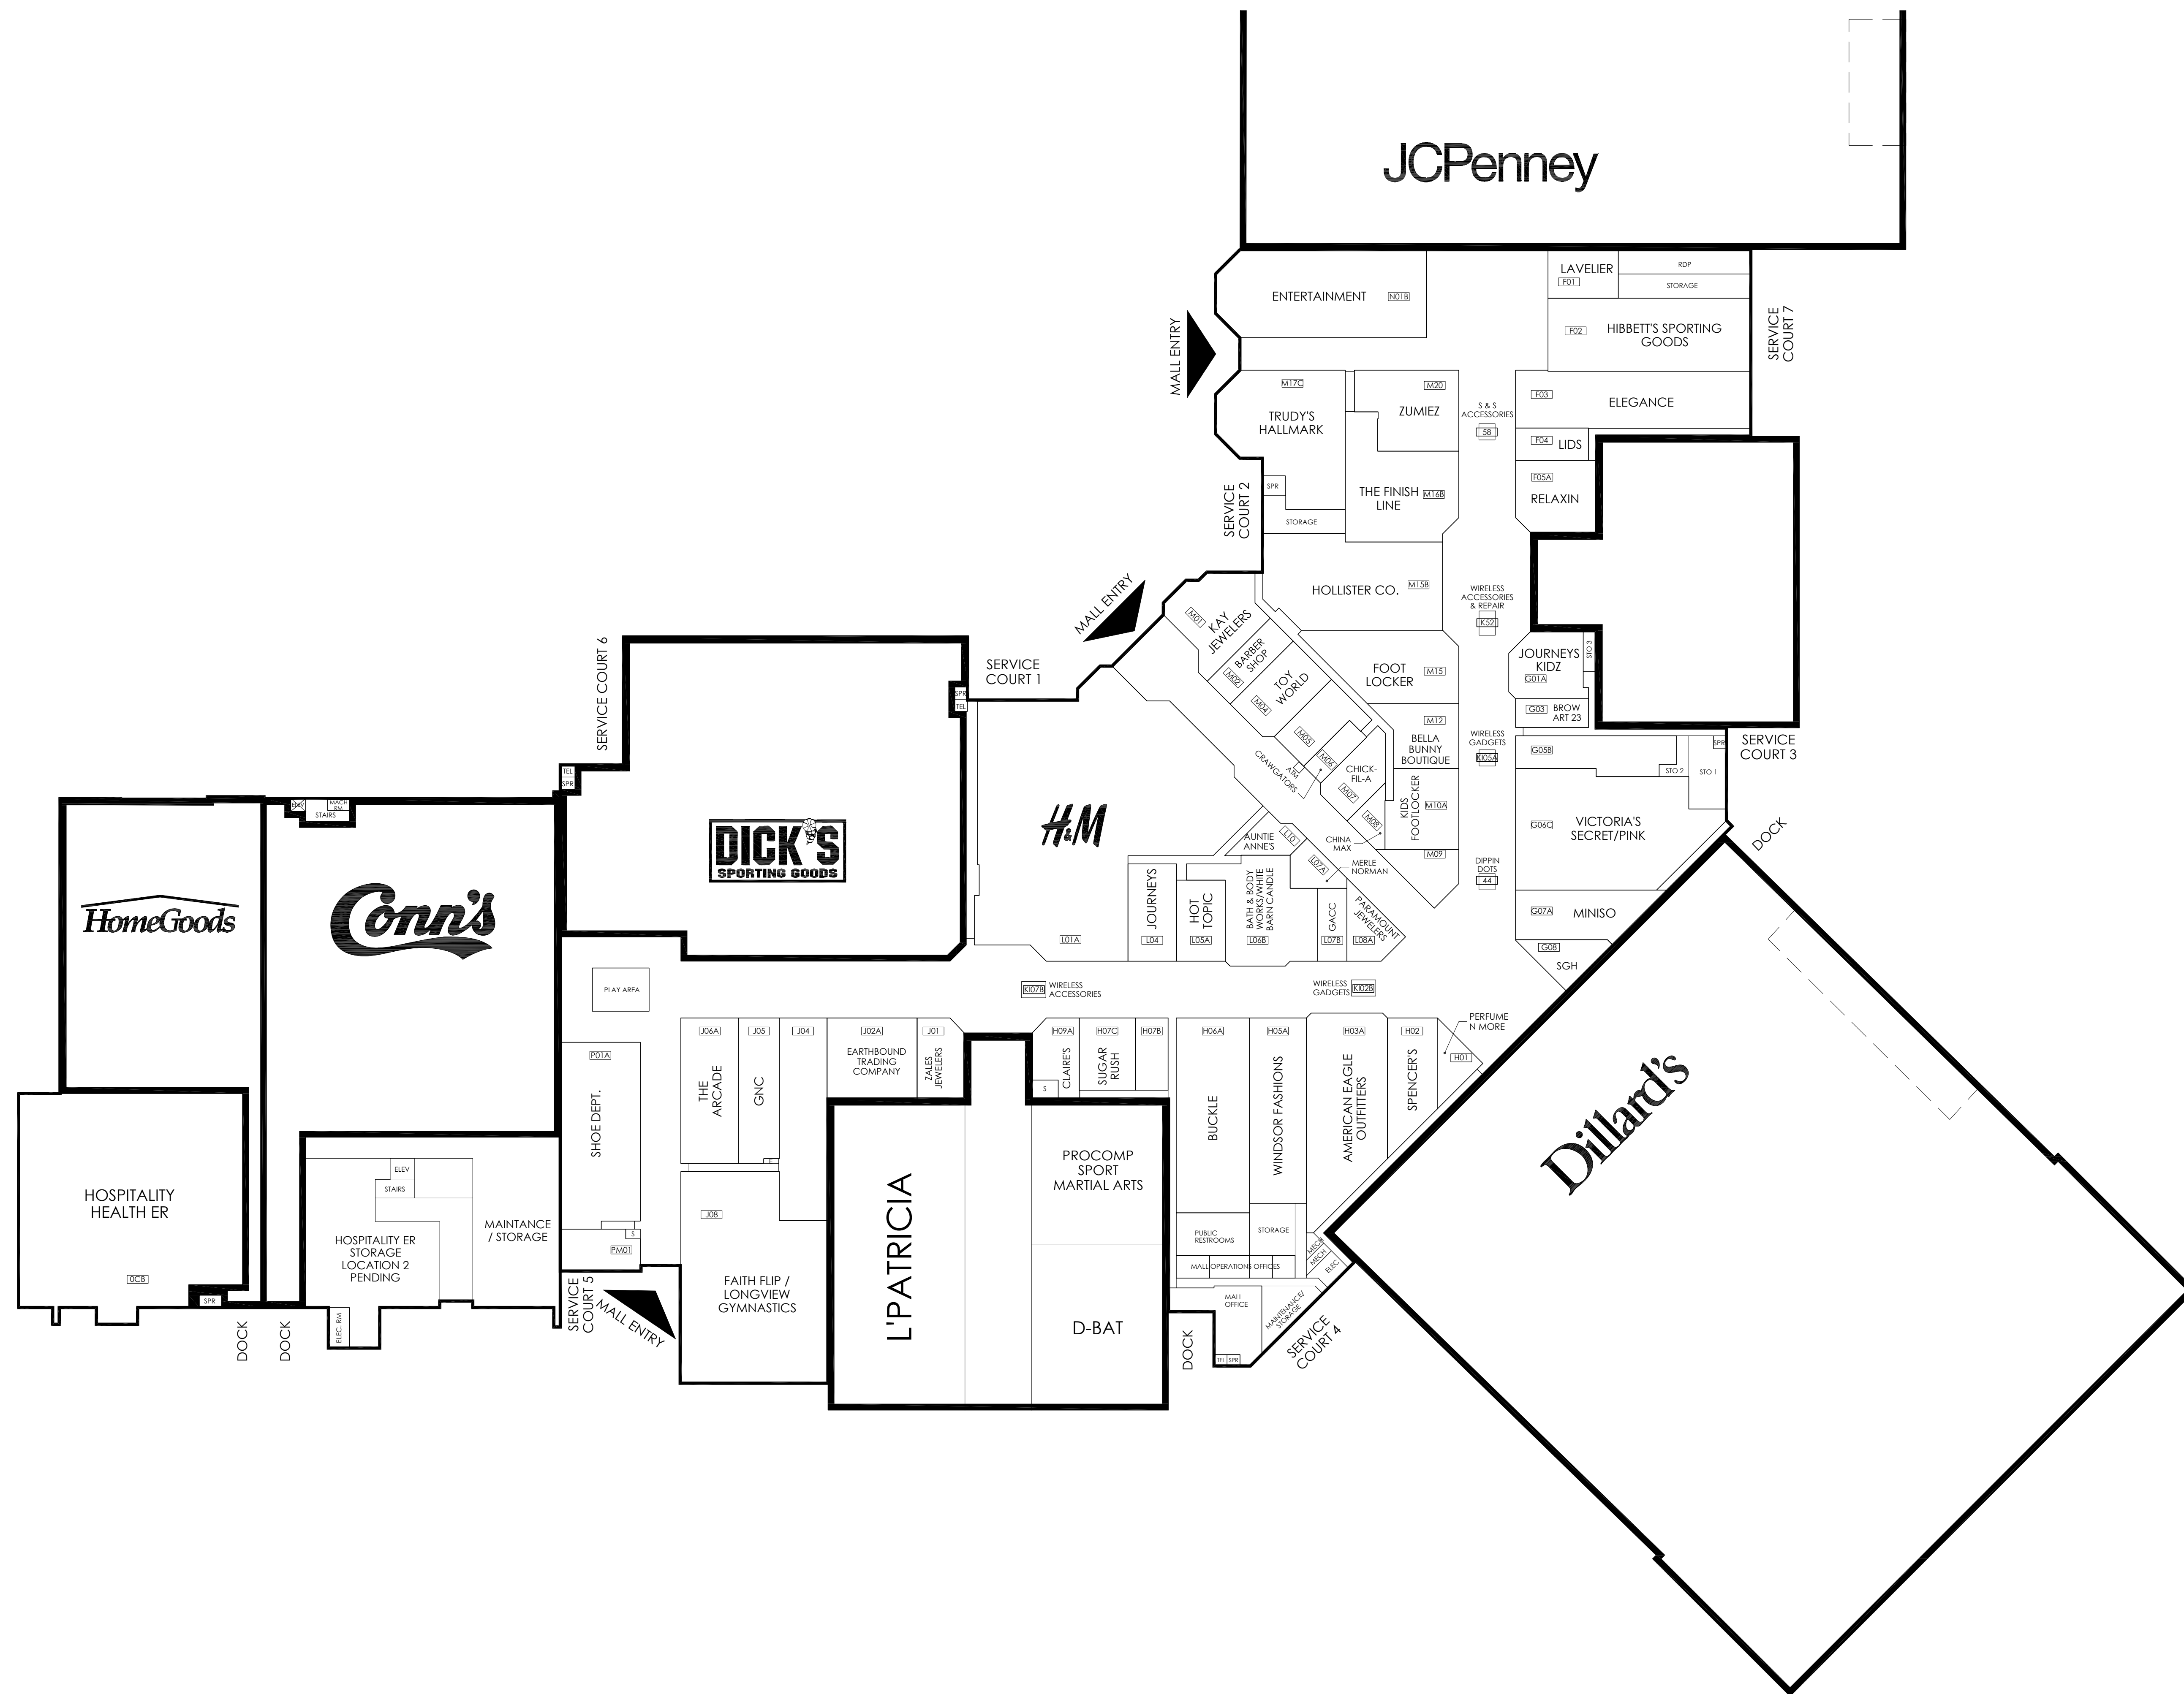 JCPenney
ENTERTAINMENT
N01B
LAVELIER
F01
RDP
STORAGE
F02
HIBBETT'S SPORTING
GOODS
SERVICE
COURT 7
MALL ENTRY
M17C
TRUDY'S
HALLMARK
M20
ZUMIEZ
S & S
ACCESSORIES
58
F03
ELEGANCE
F04
LIDS
F05A
RELAXIN
SPR
STORAGE
THE FINISH
LINE
M16B
SERVICE
COURT 2
HOLLISTER CO.
M15B
WIRELESS
ACCESSORIES
& REPAIR
K52
MALL ENTRY
M01
KAY
JEWELERS
BARBER
SHOP
M02
TOY
WORLD
M04
M05
M06
ATM
CRAWGATORS
CHICK-
FIL-A
M07
M08
CHINA
MAX
FOOT
LOCKER
M15
M12
BELLA
BUNNY
BOUTIQUE
KIDS
FOOTLOCKER
M10A
M09
JOURNEYS
KIDZ
G01A
STO 3
G03
BROW
ART 23
WIRELESS
GADGETS
KI05A
G05B
STO 2
STO 1
SPR
SERVICE
COURT 3
G06C
VICTORIA'S
SECRET/PINK
DOCK
DIPPIN
DOTS
44
G07A
MINISO
G08
SGH
SERVICE COURT 6
SERVICE
COURT 1
SPR
TEL
TEL
SPR
DICK'S
SPORTING GOODS
H&M
L01A
AUNTIE
ANNE'S
L10
L07A
MERLE
NORMAN
JOURNEYS
L04
HOT
TOPIC
L05A
BATH & BODY
WORKS/WHITE
BARN CANDLE
L06B
GACC
L07B
PARAMOUNT
JEWELERS
L08A
HomeGoods
ELEV
MACH
RM
STAIRS
Conn's
PLAY AREA
KI07B
WIRELESS
ACCESSORIES
WIRELESS
GADGETS
KI02B
P01A
SHOE DEPT.
J06A
THE
ARCADE
J05
GNC
J04
J02A
EARTHBOUND
TRADING
COMPANY
J01
ZALES
JEWELERS
H09A
CLAIRE'S
S
H07C
SUGAR
RUSH
H07B
H06A
BUCKLE
H05A
WINDSOR FASHIONS
H03A
AMERICAN EAGLE
OUTFITTERS
H02
SPENCER'S
PERFUME
N MORE
H01
Dillard's
HOSPITALITY
HEALTH ER
0CB
SPR
DOCK
DOCK
ELEV
STAIRS
HOSPITALITY ER
STORAGE
LOCATION 2
PENDING
MAINTANCE
/ STORAGE
ELEC. RM
S
PM01
SERVICE
COURT 5
MALL ENTRY
J08
FAITH FLIP /
LONGVIEW
GYMNASTICS
L'PATRICIA
PROCOMP
SPORT
MARTIAL ARTS
D-BAT
PUBLIC
RESTROOMS
STORAGE
MALL OPERATIONS OFFICES
MECH
MECH
ELEC
MALL
OFFICE
MAINTENANCE/
STORAGE
TEL
SPR
DOCK
SERVICE
COURT 4